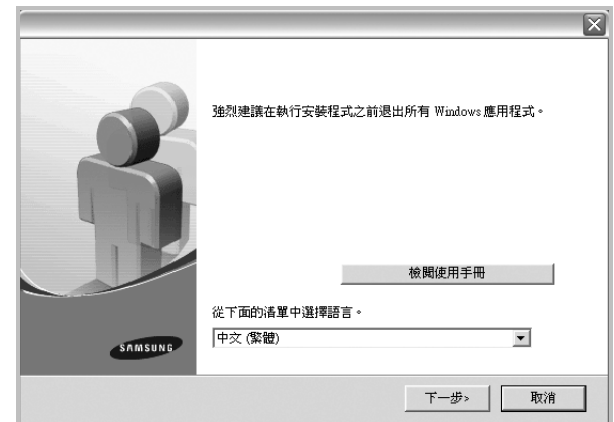 強烈建議在執行安裝程式之前退出所有 Windows 應用程式。
檢閱使用手冊
從下面的清單中選擇語言。
中文 (繁體)
SAMSUNG
下一步>
取消